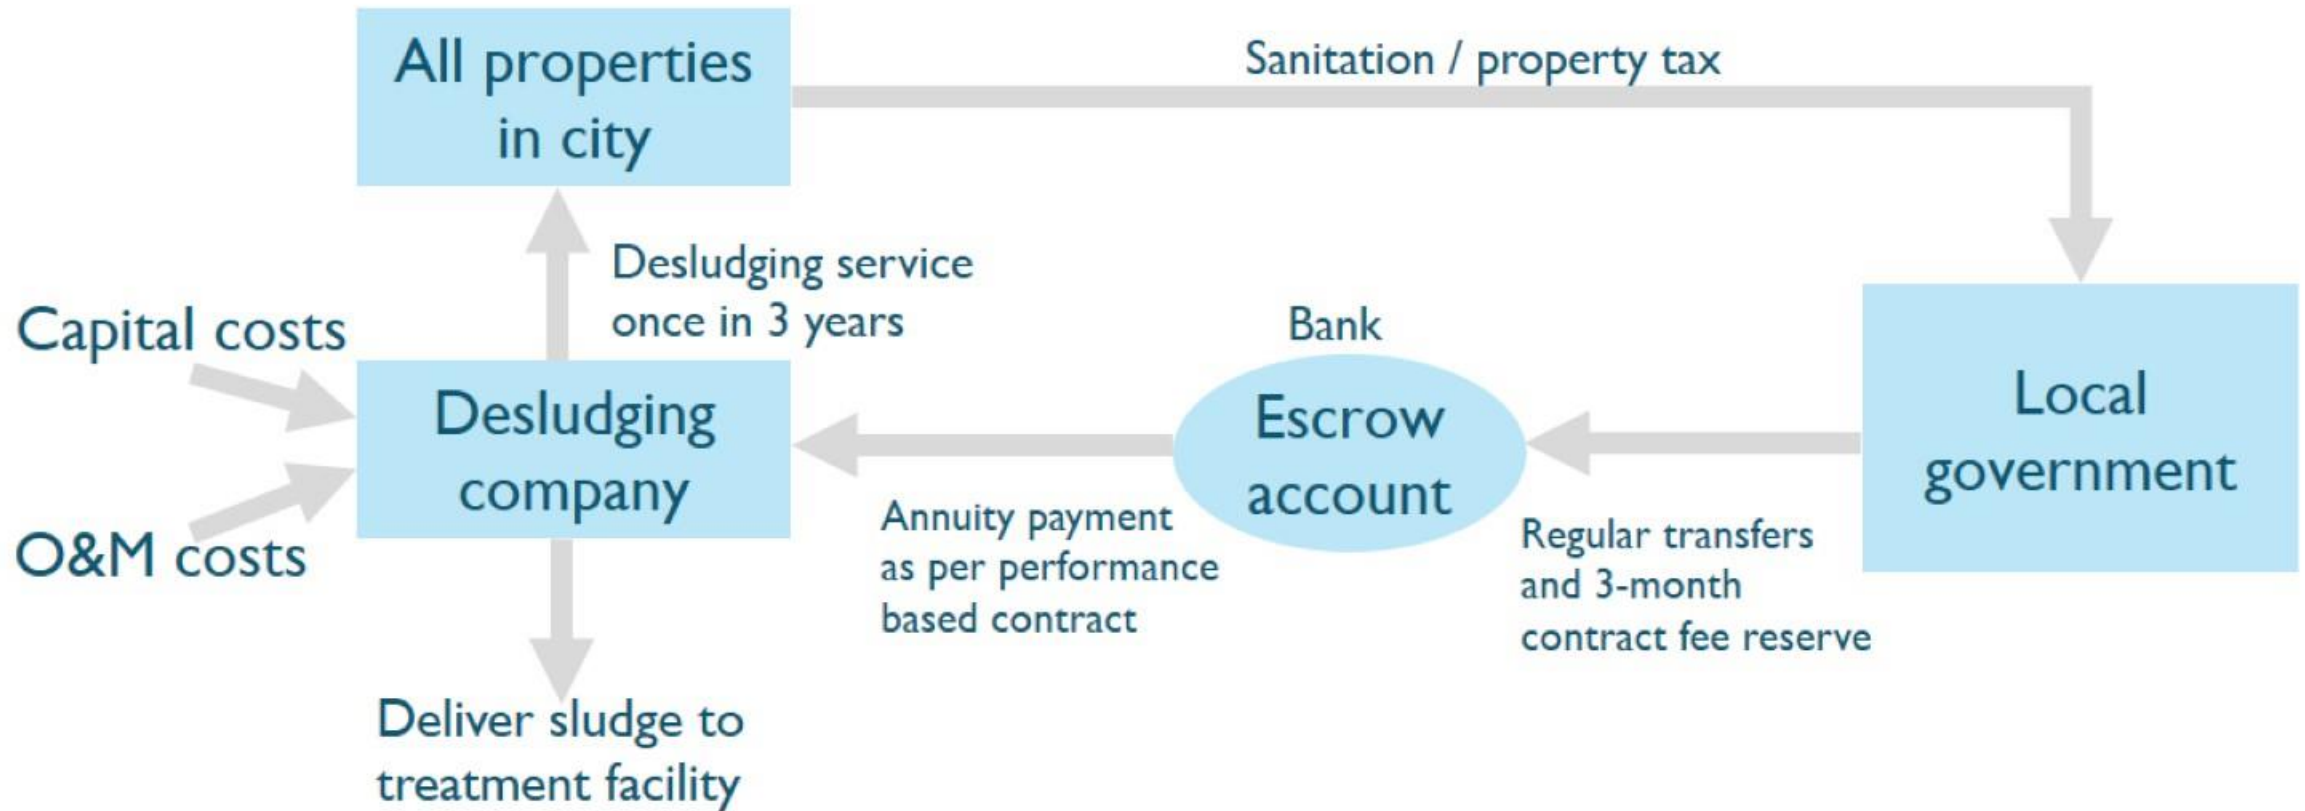 All properties
in city
Sanitation / property tax
Desludging service
once in 3 years
Capital costs
Bank
Desludging
company
Escrow
account
Local
government
O&M costs
Annuity payment
as per performance
based contract
Regular transfers
and 3-month
contract fee reserve
Deliver sludge to
treatment facility